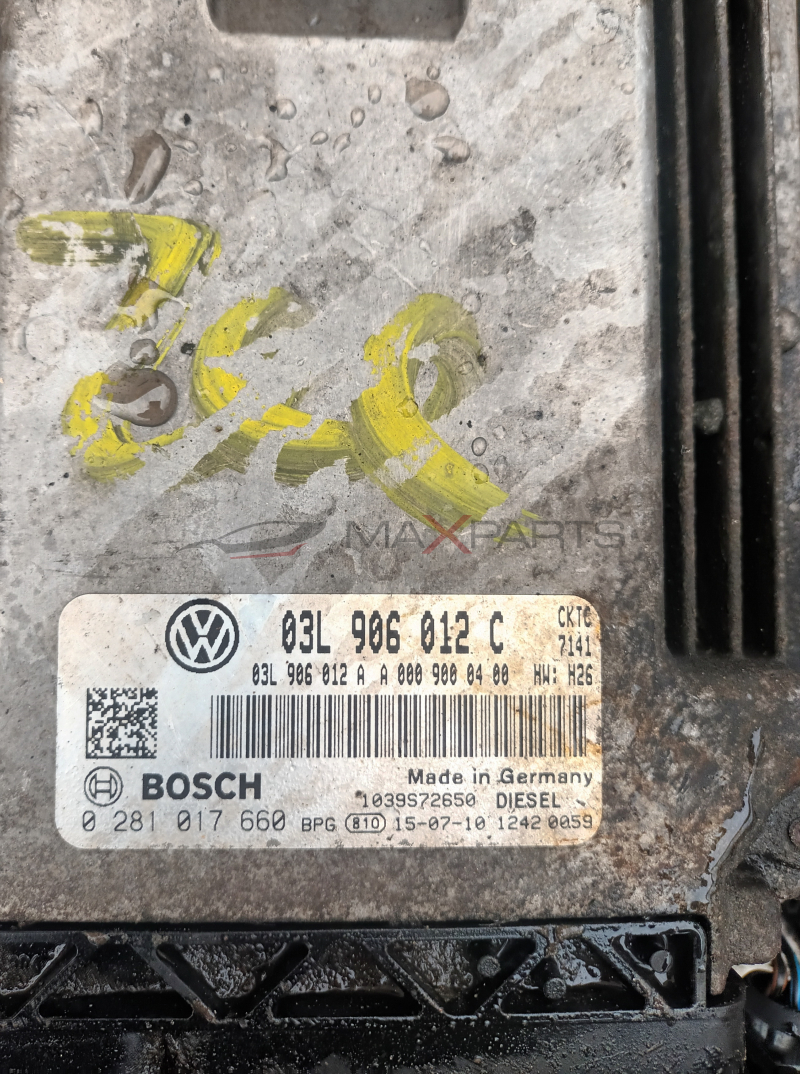 MAXPARTS
03L 906 012 C
CKTC
7141
03L 906 012 A A 000 900 04 00 HW: H26
BOSCH
Made in Germany
1039S72650 DIESEL
0 281 017 660 BPG 810 15-07-10 1242 0059